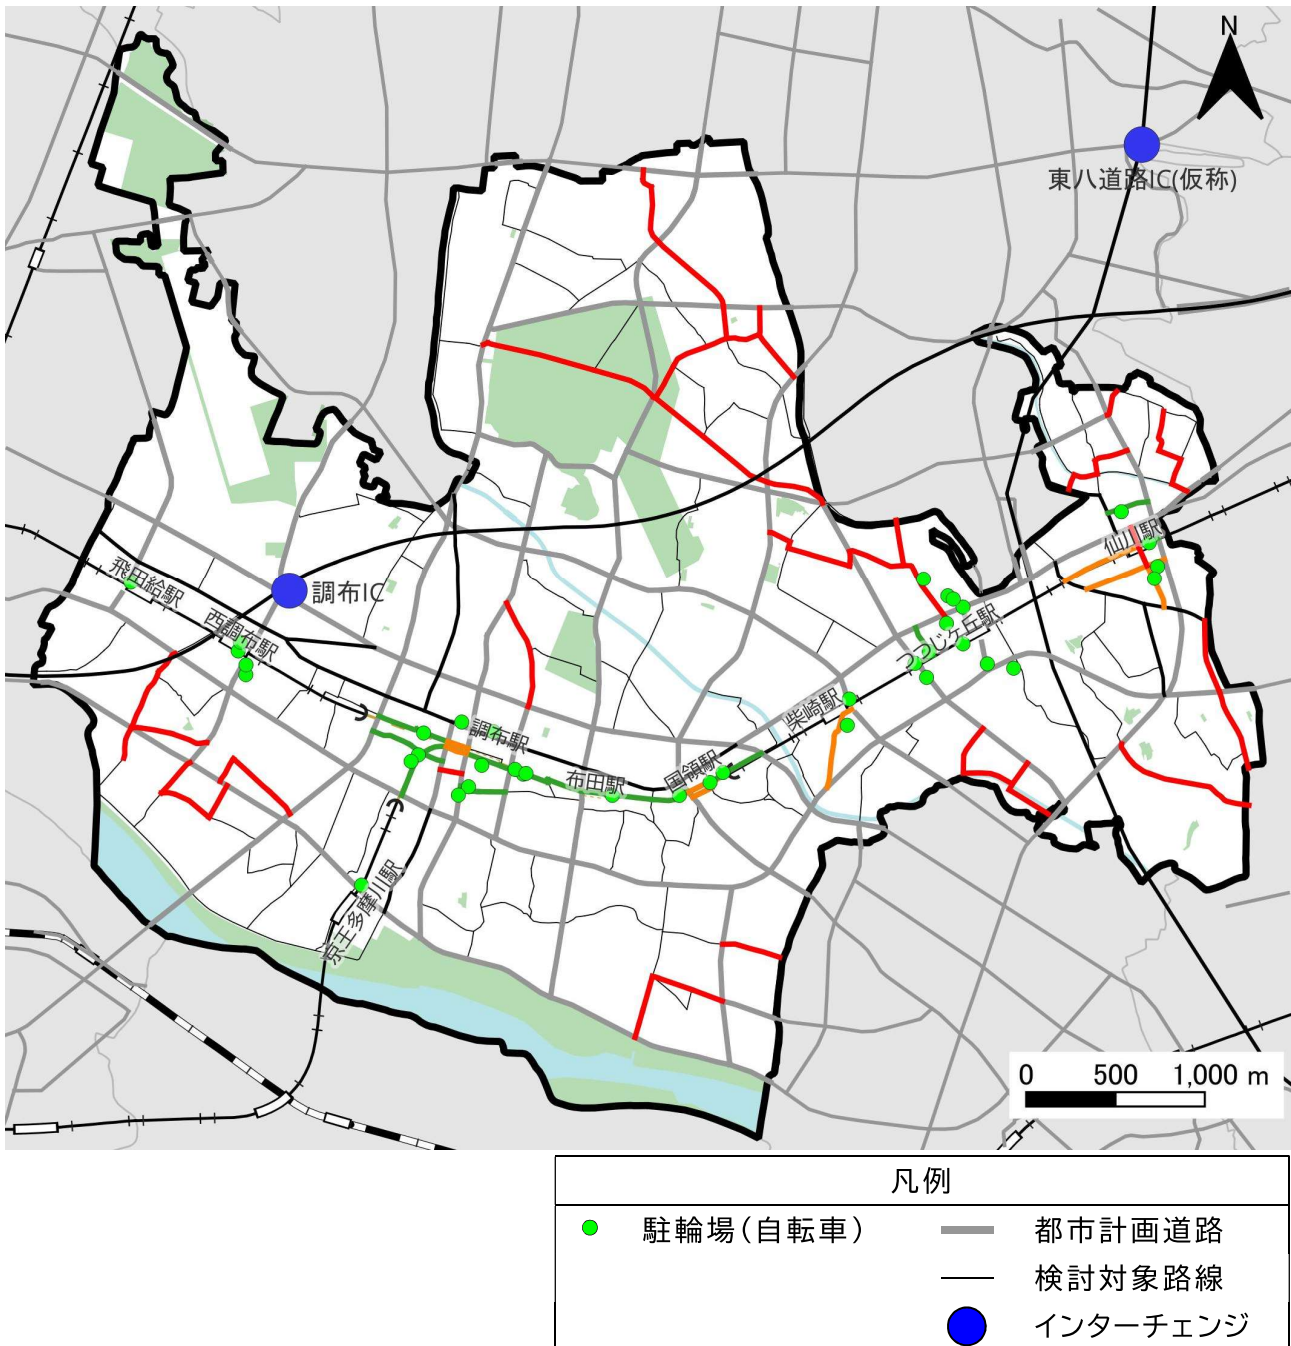 N
東八道路IC(仮称)
仙川駅
飛田給駅
調布IC
西調布駅
つつじケ丘駅
柴崎駅
調布駅
国領駅
布田駅
京王多摩川駅
0 500 1,000 m
凡例
駐輪場(自転車) 都市計画道路
検討対象路線
インターチェンジ